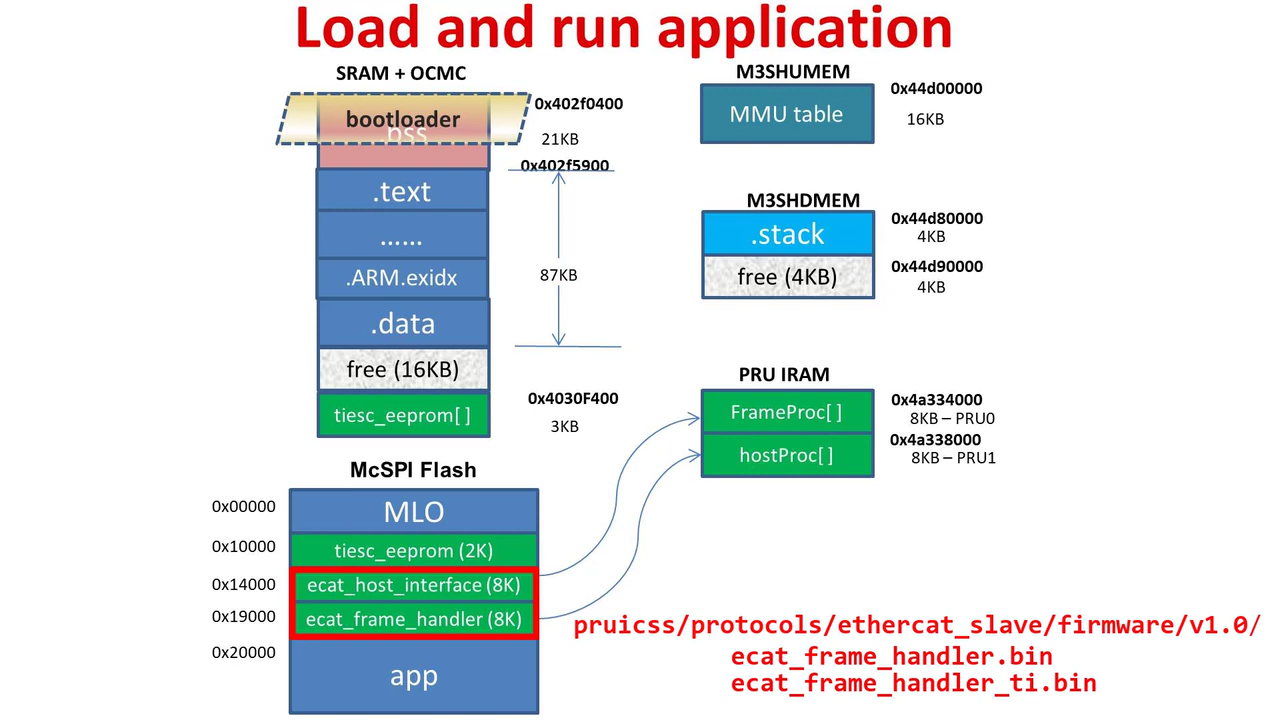 Load and run application
SRAM + OCMC
bootloader
.bss
0x402f0400
21KB
0x402f5900
.text
......
.ARM.exidx
87KB
.data
free (16KB)
tiesc_eeprom[ ]
0x4030F400
3KB
M3SHUMEM
MMU table
0x44d00000
16KB
M3SHDMEM
.stack
0x44d80000
4KB
free (4KB)
0x44d90000
4KB
PRU IRAM
FrameProc[ ]
0x4a334000
8KB – PRU0
hostProc[ ]
0x4a338000
8KB – PRU1
McSPI Flash
0x00000
MLO
0x10000
tiesc_eeprom (2K)
0x14000
ecat_host_interface (8K)
0x19000
ecat_frame_handler (8K)
0x20000
app
pruicss/protocols/ethercat_slave/firmware/v1.0/
ecat_frame_handler.bin
ecat_frame_handler_ti.bin